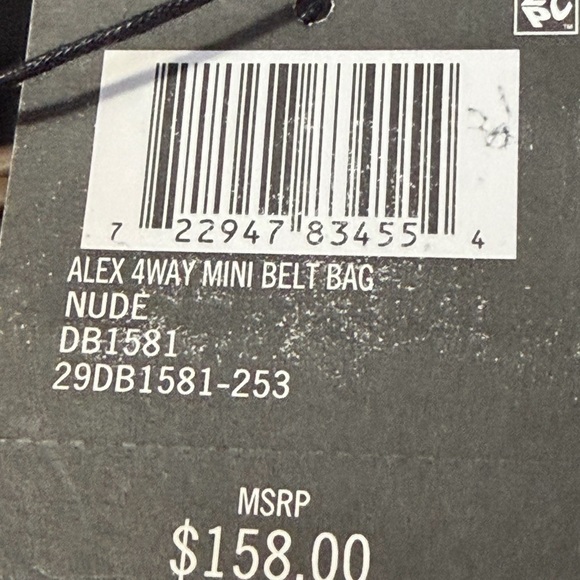 7 22947 83455 4
ALEX 4WAY MINI BELT BAG
NUDE
DB1581
29DB1581-253
MSRP
$158.00